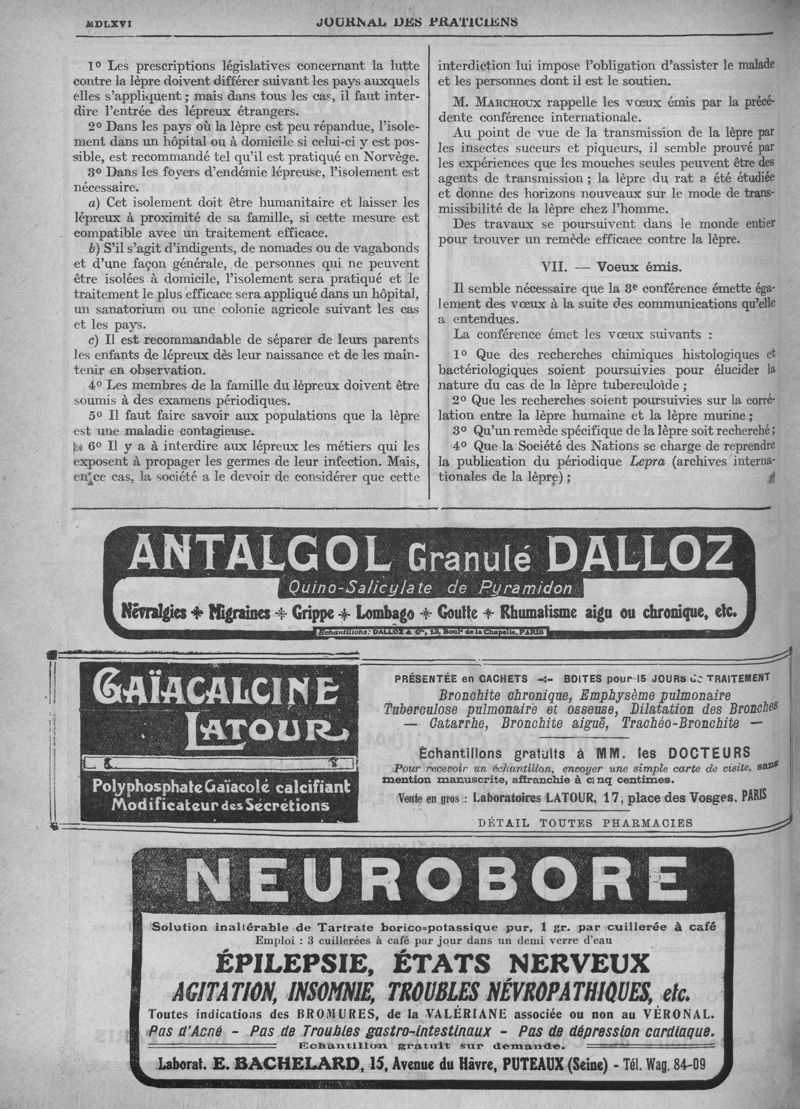 MDLXVI
JOURNAL DES PRATICIENS
1º Les prescriptions législatives concernant la lutte
contre la lèpre doivent différer suivant les pays auxquels
elles s'appliquent ; mais dans tous les cas, il faut inter-
dire l'entrée des lépreux étrangers.
2º Dans les pays où la lèpre est peu répandue, l'isole-
ment dans un hôpital ou à domicile si celui-ci y est pos-
sible, est recommandé tel qu'il est pratiqué en Norvège.
3º Dans les foyers d'endémie lépreuse, l'isolement est
nécessaire.
a) Cet isolement doit être humanitaire et laisser les
lépreux à proximité de sa famille, si cette mesure est
compatible avec un traitement efficace.
b) S'il s'agit d'indigents, de nomades ou de vagabonds
et d'une façon générale, de personnes qui ne peuvent
être isolées à domicile, l'isolement sera pratiqué et le
traitement le plus efficace sera appliqué dans un hôpital,
un sanatorium ou une colonie agricole suivant les cas
et les pays.
c) Il est recommandable de séparer de leurs parents
les enfants de lépreux dès leur naissance et de les main-
tenir en observation.
4º Les membres de la famille du lépreux doivent être
soumis à des examens périodiques.
5º Il faut faire savoir aux populations que la lèpre
est une maladie contagieuse.
6º Il y a à interdire aux lépreux les métiers qui les
exposent à propager les germes de leur infection. Mais,
en ce cas, la société a le devoir de considérer que cette
interdiction lui impose l'obligation d'assister le malade
et les personnes dont il est le soutien.
M. MARCHOUX rappelle les vœux émis par la précé-
dente conférence internationale.
Au point de vue de la transmission de la lèpre par
les insectes suceurs et piqueurs, il semble prouvé par
les expériences que les mouches seules peuvent être des
agents de transmission ; la lèpre du rat a été étudiée
et donne des horizons nouveaux sur le mode de trans-
missibilité de la lèpre chez l'homme.
Des travaux se poursuivent dans le monde entier
pour trouver un remède efficace contre la lèpre.
VII. — Voeux émis.
Il semble nécessaire que la 3e conférence émette éga-
lement des vœux à la suite des communications qu'elle
a entendues.
La conférence émet les vœux suivants :
1º Que des recherches chimiques histologiques et
bactériologiques soient poursuivies pour élucider la
nature du cas de la lèpre tuberculoïde ;
2º Que les recherches soient poursuivies sur la corré-
lation entre la lèpre humaine et la lèpre murine ;
3º Qu'un remède spécifique de la lèpre soit recherché ;
4º Que la Société des Nations se charge de reprendre
la publication du périodique Lepra (archives interna-
tionales de la lèpre) ;
ANTALGOL Granulé DALLOZ
Quino-Salicylate de Pyramidon
Névralgies ✢ Migraines ✢ Grippe ✢ Lombago ✢ Goutte ✢ Rhumatisme aigu ou chronique, etc.
Échantillons: DALLOZ & Cie, 13, Boulᵈ de la Chapelle, PARIS
GAÏACALCINE
LATOUR
Polyphosphate Gaïacolé calcifiant
Modificateur des Sécrétions
PRÉSENTÉE en CACHETS -:- BOITES pour 15 JOURS de TRAITEMENT
Bronchite chronique, Emphysème pulmonaire
Tuberculose pulmonaire et osseuse, Dilatation des Bronches
— Catarrhe, Bronchite aiguë, Trachéo-Bronchite —
Échantillons gratuits à MM. les DOCTEURS
Pour recevoir un échantillon, envoyer une simple carte de visite, sans
mention manuscrite, affranchie à cinq centimes.
Vente en gros : Laboratoires LATOUR, 17, place des Vosges, PARIS
DÉTAIL TOUTES PHARMACIES
NEUROBORE
Solution inaltérable de Tartrate borico-potassique pur, 1 gr. par cuillerée à café
Emploi : 3 cuillerées à café par jour dans un demi verre d'eau
ÉPILEPSIE, ÉTATS NERVEUX
AGITATION, INSOMNIE, TROUBLES NÉVROPATHIQUES, etc.
Toutes indications des BROMURES, de la VALÉRIANE associée ou non au VÉRONAL.
Pas d'Acné - Pas de Troubles gastro-intestinaux - Pas de dépression cardiaque.
Echantillon gratuit sur demande.
Laborat. E. BACHELARD, 15, Avenue du Hâvre, PUTEAUX (Seine) - Tél. Wag. 84-09